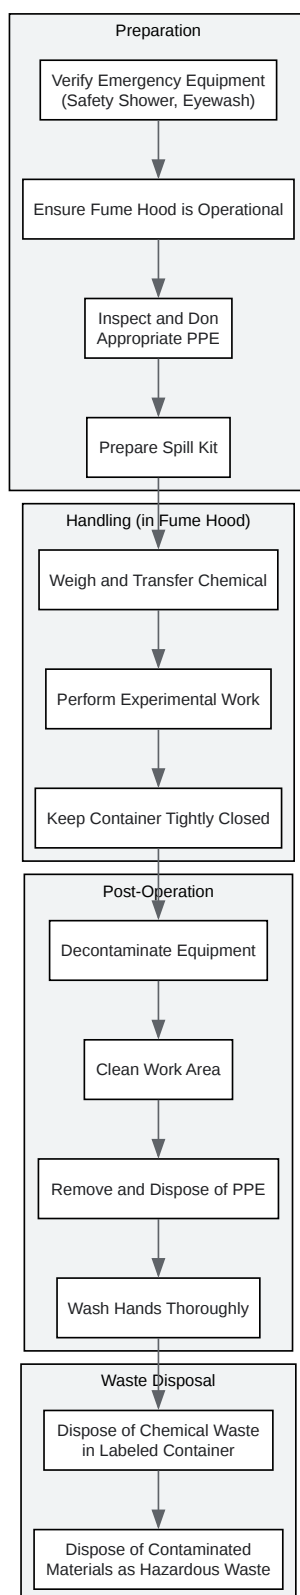 Preparation
Verify Emergency Equipment
(Safety Shower, Eyewash)
Ensure Fume Hood is Operational
Inspect and Don
Appropriate PPE
Prepare Spill Kit
Handling (in Fume Hood)
Weigh and Transfer Chemical
Perform Experimental Work
Keep Container Tightly Closed
Post-Operation
Decontaminate Equipment
Clean Work Area
Remove and Dispose of PPE
Wash Hands Thoroughly
Waste Disposal
Dispose of Chemical Waste
in Labeled Container
Dispose of Contaminated
Materials as Hazardous Waste